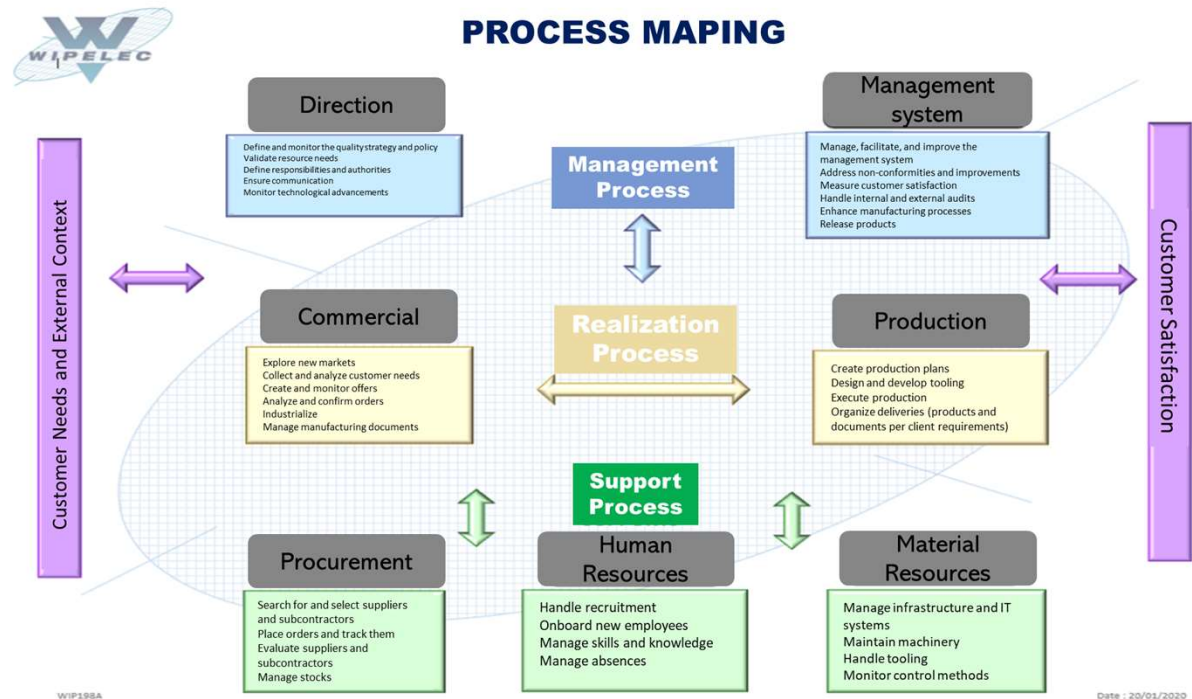 WIPELEC
PROCESS MAPING
Direction
Define and monitor the quality strategy and policy
Validate resource needs
Define responsibilities and authorities
Ensure communication
Monitor technological advancements
Management
Process
Management
system
Manage, facilitate, and improve the
management system
Address non-conformities and improvements
Measure customer satisfaction
Handle internal and external audits
Enhance manufacturing processes
Release products
Customer Needs and External Context
Customer Satisfaction
Commercial
Explore new markets
Collect and analyze customer needs
Create and monitor offers
Analyze and confirm orders
Industrialize
Manage manufacturing documents
Realization
Process
Production
Create production plans
Design and develop tooling
Execute production
Organize deliveries (products and
documents per client requirements)
Support
Process
Procurement
Search for and select suppliers
and subcontractors
Place orders and track them
Evaluate suppliers and
subcontractors
Manage stocks
Human
Resources
Handle recruitment
Onboard new employees
Manage skills and knowledge
Manage absences
Material
Resources
Manage infrastructure and IT
systems
Maintain machinery
Handle tooling
Monitor control methods
WIP198A
Date : 20/01/2020